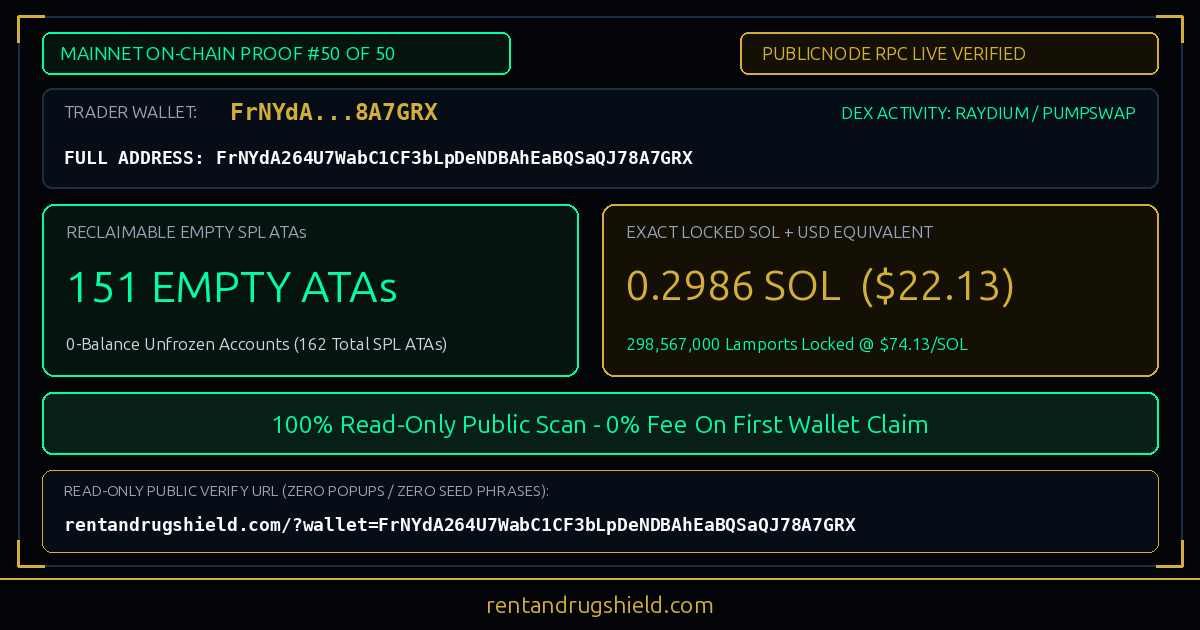 MAINNET ON-CHAIN PROOF #50 OF 50
PUBLICNODE RPC LIVE VERIFIED
TRADER WALLET: FrNYdA...8A7GRX
DEX ACTIVITY: RAYDIUM / PUMPSWAP
FULL ADDRESS: FrNYdA264U7WabC1CF3bLpDeNDBAhEaBQSaQJ78A7GRX
RECLAIMABLE EMPTY SPL ATAs
151 EMPTY ATAs
0-Balance Unfrozen Accounts (162 Total SPL ATAs)
EXACT LOCKED SOL + USD EQUIVALENT
0.2986 SOL ($22.13)
298,567,000 Lamports Locked @ $74.13/SOL
100% Read-Only Public Scan - 0% Fee On First Wallet Claim
READ-ONLY PUBLIC VERIFY URL (ZERO POPUPS / ZERO SEED PHRASES):
rentandrugshield.com/?wallet=FrNYdA264U7WabC1CF3bLpDeNDBAhEaBQSaQJ78A7GRX
rentandrugshield.com